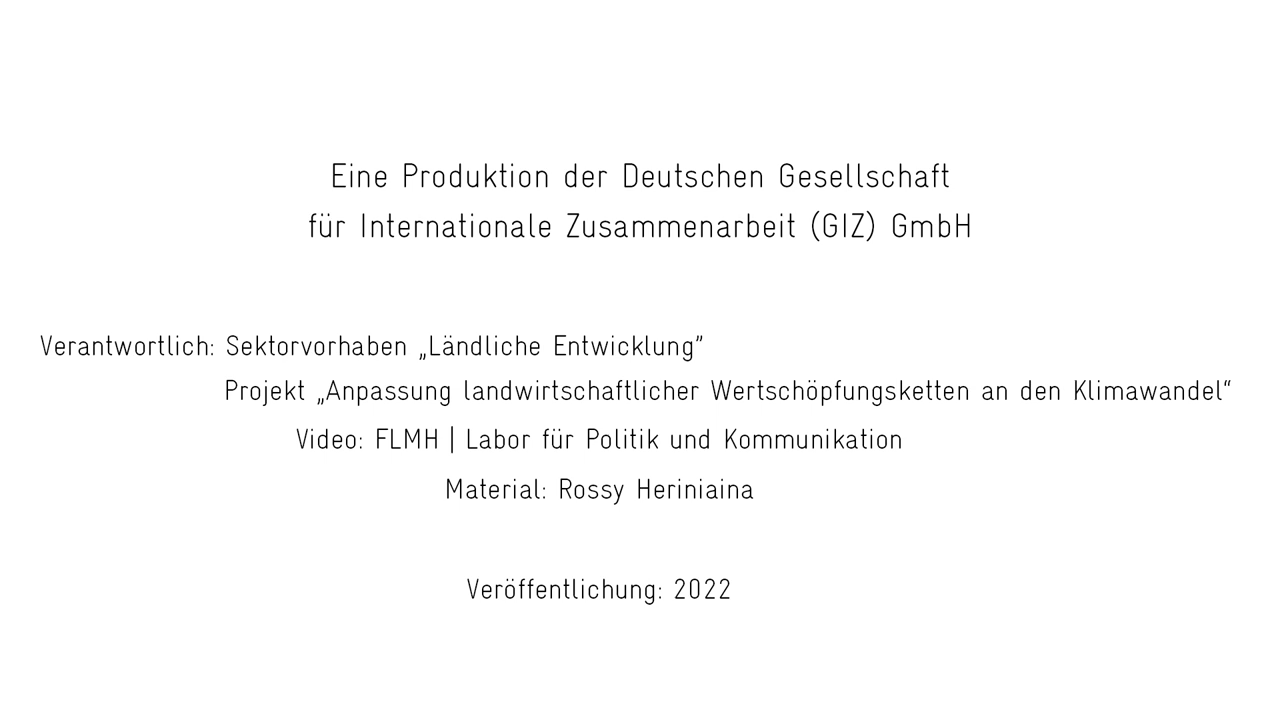 Eine Produktion der Deutschen Gesellschaft
für Internationale Zusammenarbeit (GIZ) GmbH
Verantwortlich: Sektorvorhaben „Ländliche Entwicklung”
Projekt „Anpassung landwirtschaftlicher Wertschöpfungsketten an den Klimawandel“
Video: FLMH | Labor für Politik und Kommunikation
Material: Rossy Heriniaina
Veröffentlichung: 2022